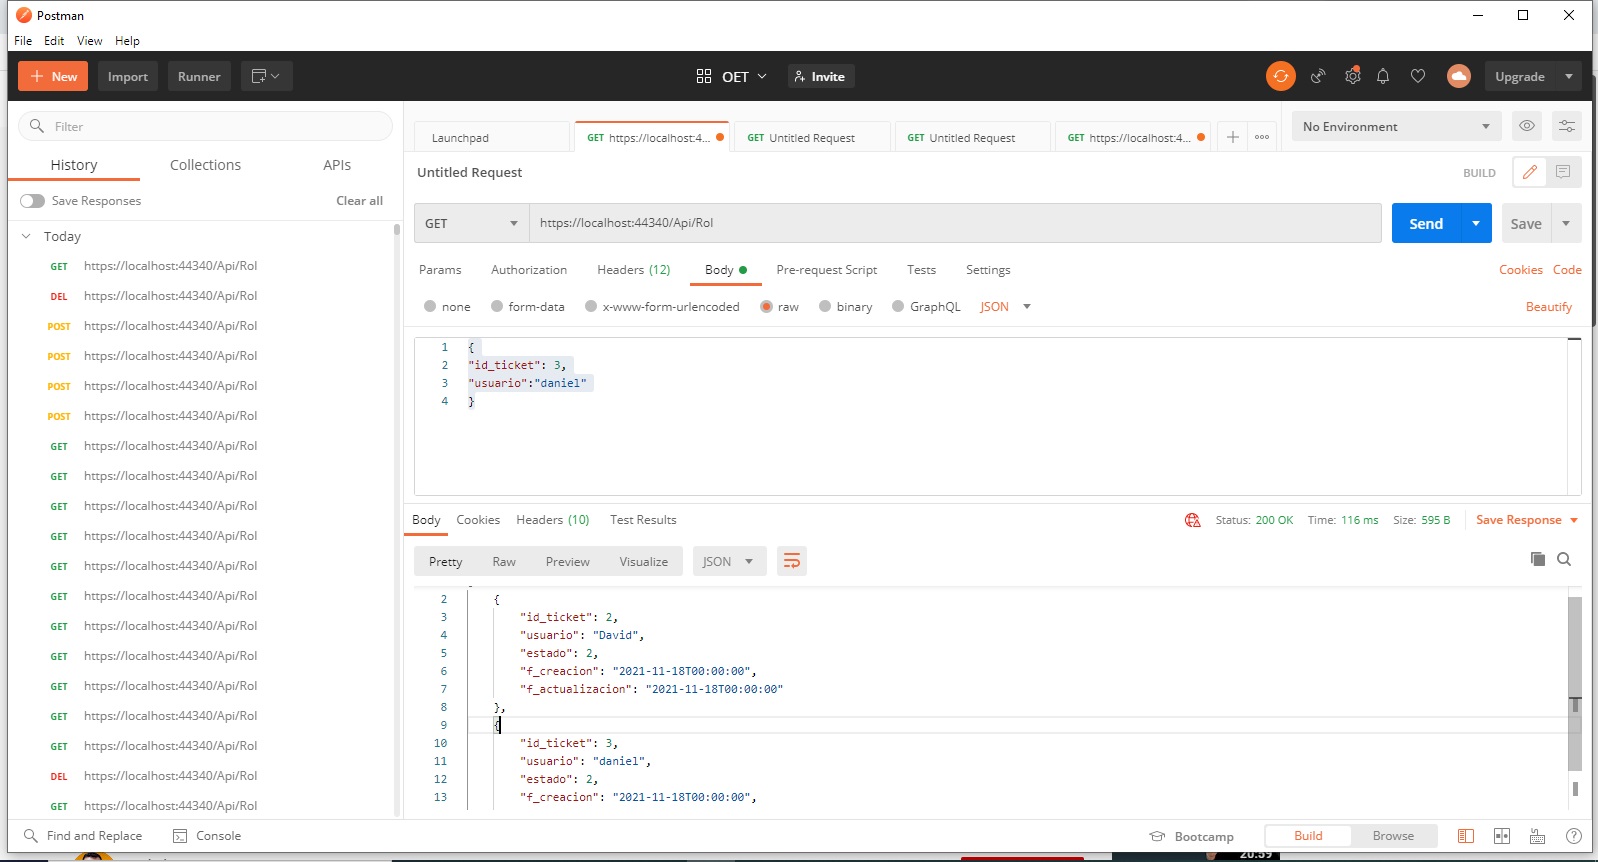 Postman
File Edit View Help
New Import Runner OET Invite Upgrade
Filter
History Collections APIs
Save Responses Clear all
Today
GET https://localhost:44340/Api/Rol
DEL https://localhost:44340/Api/Rol
POST https://localhost:44340/Api/Rol
POST https://localhost:44340/Api/Rol
POST https://localhost:44340/Api/Rol
POST https://localhost:44340/Api/Rol
GET https://localhost:44340/Api/Rol
GET https://localhost:44340/Api/Rol
GET https://localhost:44340/Api/Rol
GET https://localhost:44340/Api/Rol
GET https://localhost:44340/Api/Rol
GET https://localhost:44340/Api/Rol
GET https://localhost:44340/Api/Rol
GET https://localhost:44340/Api/Rol
GET https://localhost:44340/Api/Rol
GET https://localhost:44340/Api/Rol
GET https://localhost:44340/Api/Rol
DEL https://localhost:44340/Api/Rol
GET https://localhost:44340/Api/Rol
Launchpad GET https://localhost:4... GET Untitled Request GET Untitled Request GET https://localhost:4... No Environment
Untitled Request BUILD
GET https://localhost:44340/Api/Rol Send Save
Params Authorization Headers (12) Body Pre-request Script Tests Settings Cookies Code
none form-data x-www-form-urlencoded raw binary GraphQL JSON Beautify
1 {
2 "id_ticket": 3,
3 "usuario":"daniel"
4 }
Body Cookies Headers (10) Test Results Status: 200 OK Time: 116 ms Size: 595 B Save Response
Pretty Raw Preview Visualize JSON
2 {
3 "id_ticket": 2,
4 "usuario": "David",
5 "estado": 2,
6 "f_creacion": "2021-11-18T00:00:00",
7 "f_actualizacion": "2021-11-18T00:00:00"
8 },
9 {
10 "id_ticket": 3,
11 "usuario": "daniel",
12 "estado": 2,
13 "f_creacion": "2021-11-18T00:00:00",
Find and Replace Console Bootcamp Build Browse
20:59